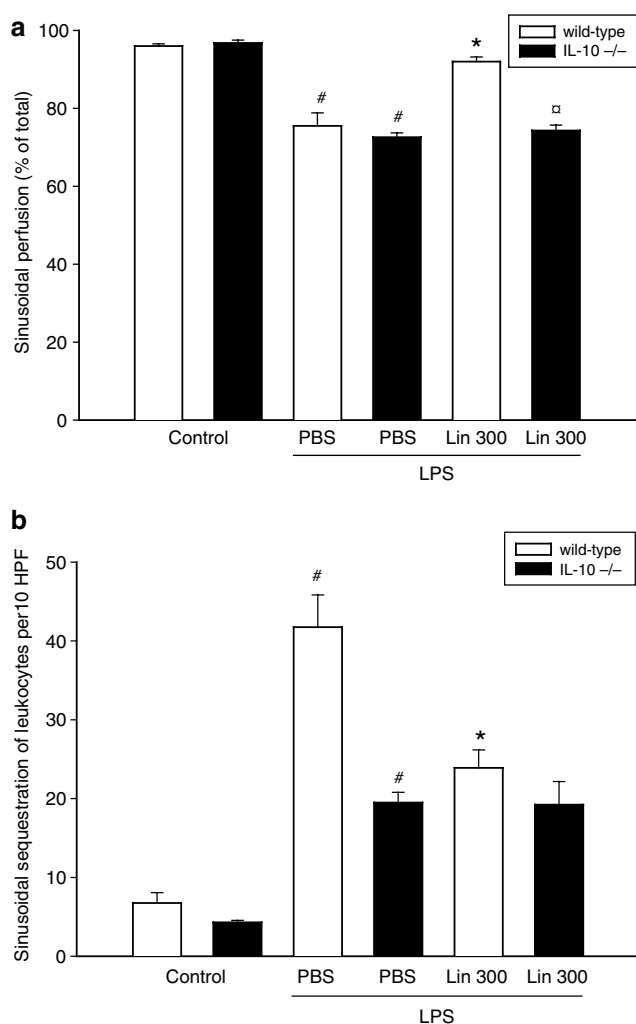 a
wild-type
IL-10 –/–
Sinusoidal perfusion (% of total)
100
80
60
40
20
0
#
#
*
¤
Control
PBS
PBS
Lin 300
Lin 300
LPS
b
wild-type
IL-10 –/–
Sinusoidal sequestration of leukocytes per10 HPF
50
40
30
20
10
0
#
#
*
Control
PBS
PBS
Lin 300
Lin 300
LPS